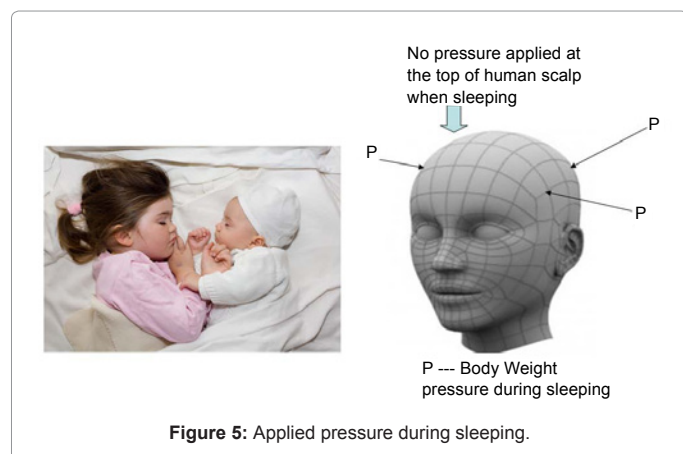 No pressure applied at
the top of human scalp
when sleeping
P
P
P
P --- Body Weight
pressure during sleeping
Figure 5: Applied pressure during sleeping.